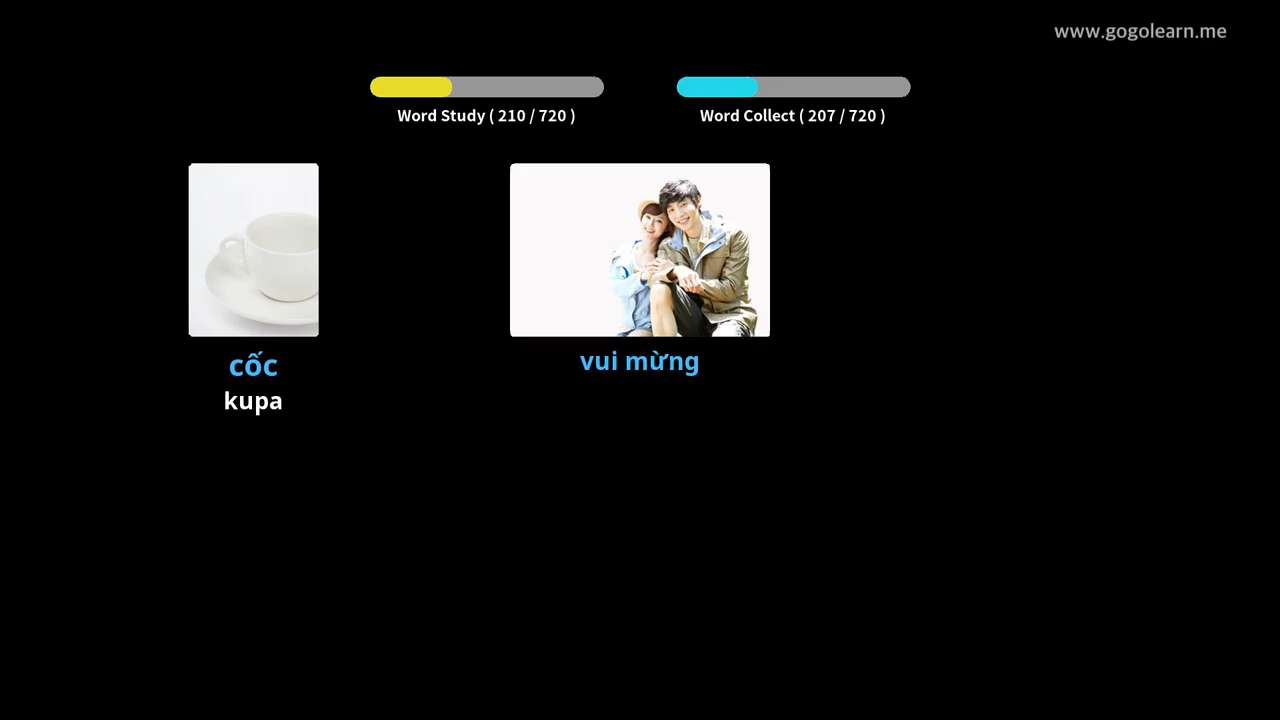 www.gogolearn.me
Word Study ( 210 / 720 )
Word Collect ( 207 / 720 )
cốc
kupa
vui mừng